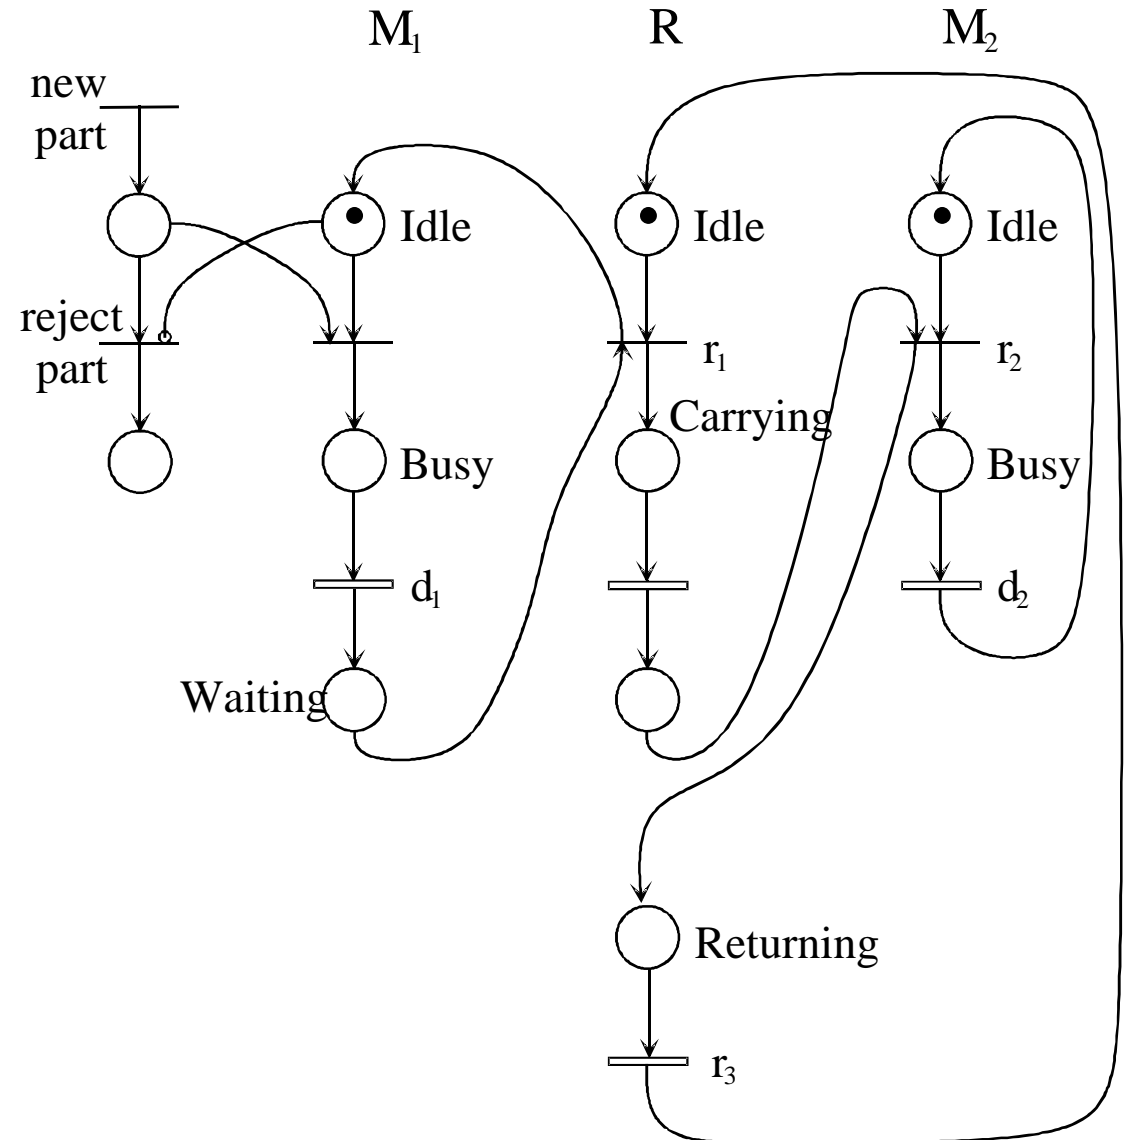 M₁
R
M₂
new
part
Idle
Idle
Idle
reject
part
r₁
r₂
Carrying
Busy
Busy
d₁
d₂
Waiting
Returning
r₃